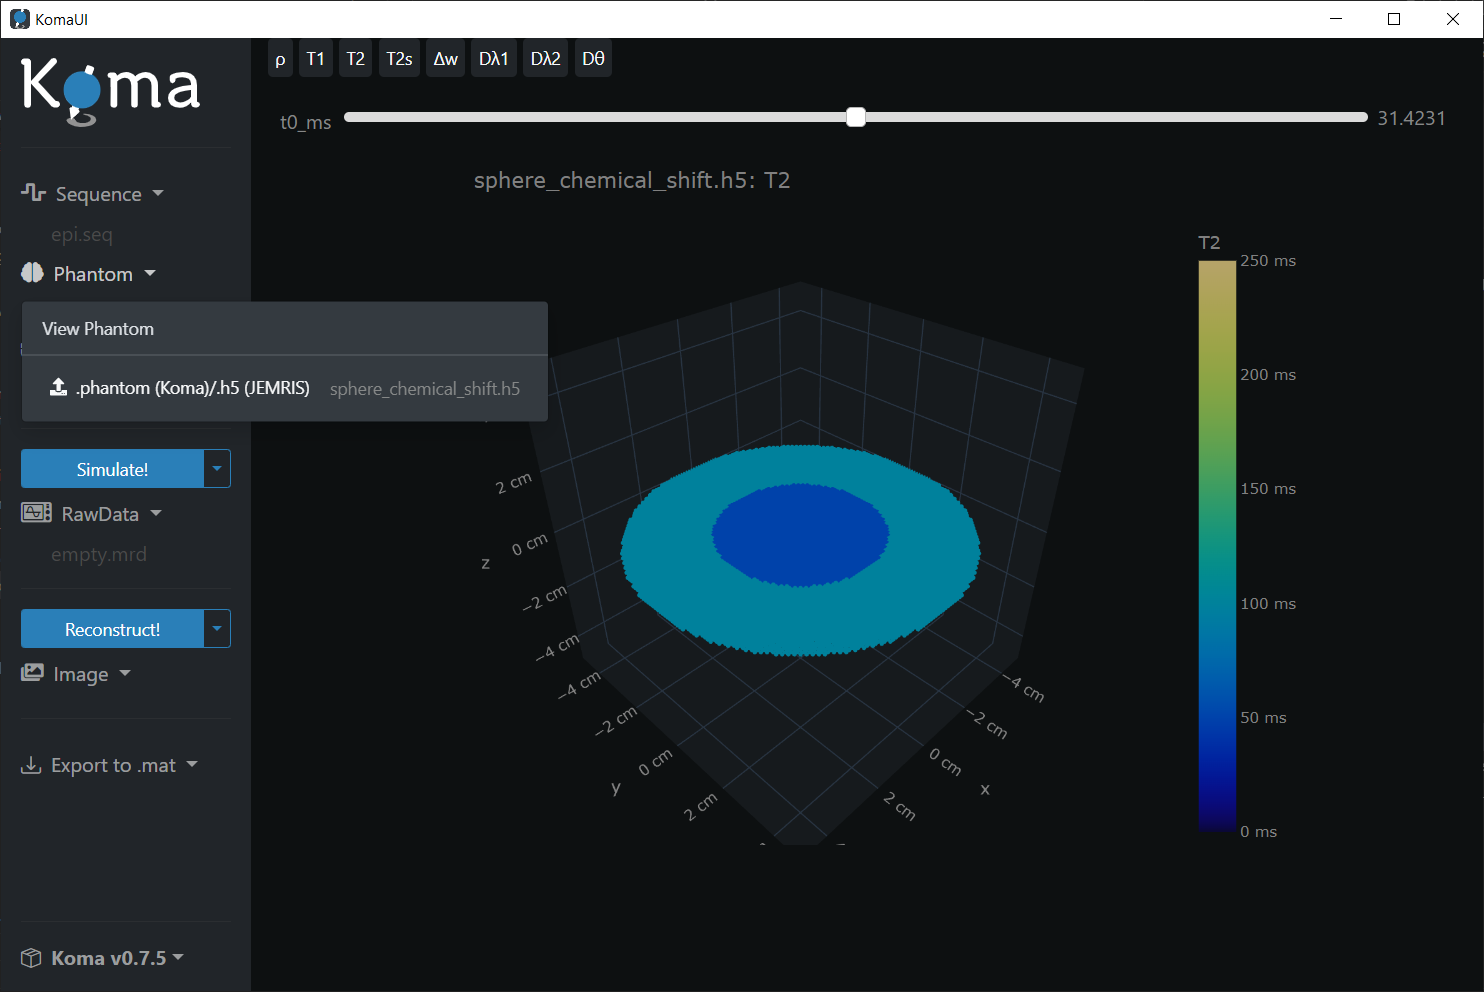 KomaUI
Koma
ρ T1 T2 T2s Δw Dλ1 Dλ2 Dθ
t0_ms 31.4231
sphere_chemical_shift.h5: T2
Sequence
epi.seq
Phantom
View Phantom
.phantom (Koma)/.h5 (JEMRIS) sphere_chemical_shift.h5
Simulate!
RawData
empty.mrd
Reconstruct!
Image
Export to .mat
Koma v0.7.5
2 cm
0 cm
−2 cm
−4 cm
z
−4 cm
−2 cm
0 cm
2 cm
y
−4 cm
−2 cm
0 cm
2 cm
x
T2
250 ms
200 ms
150 ms
100 ms
50 ms
0 ms